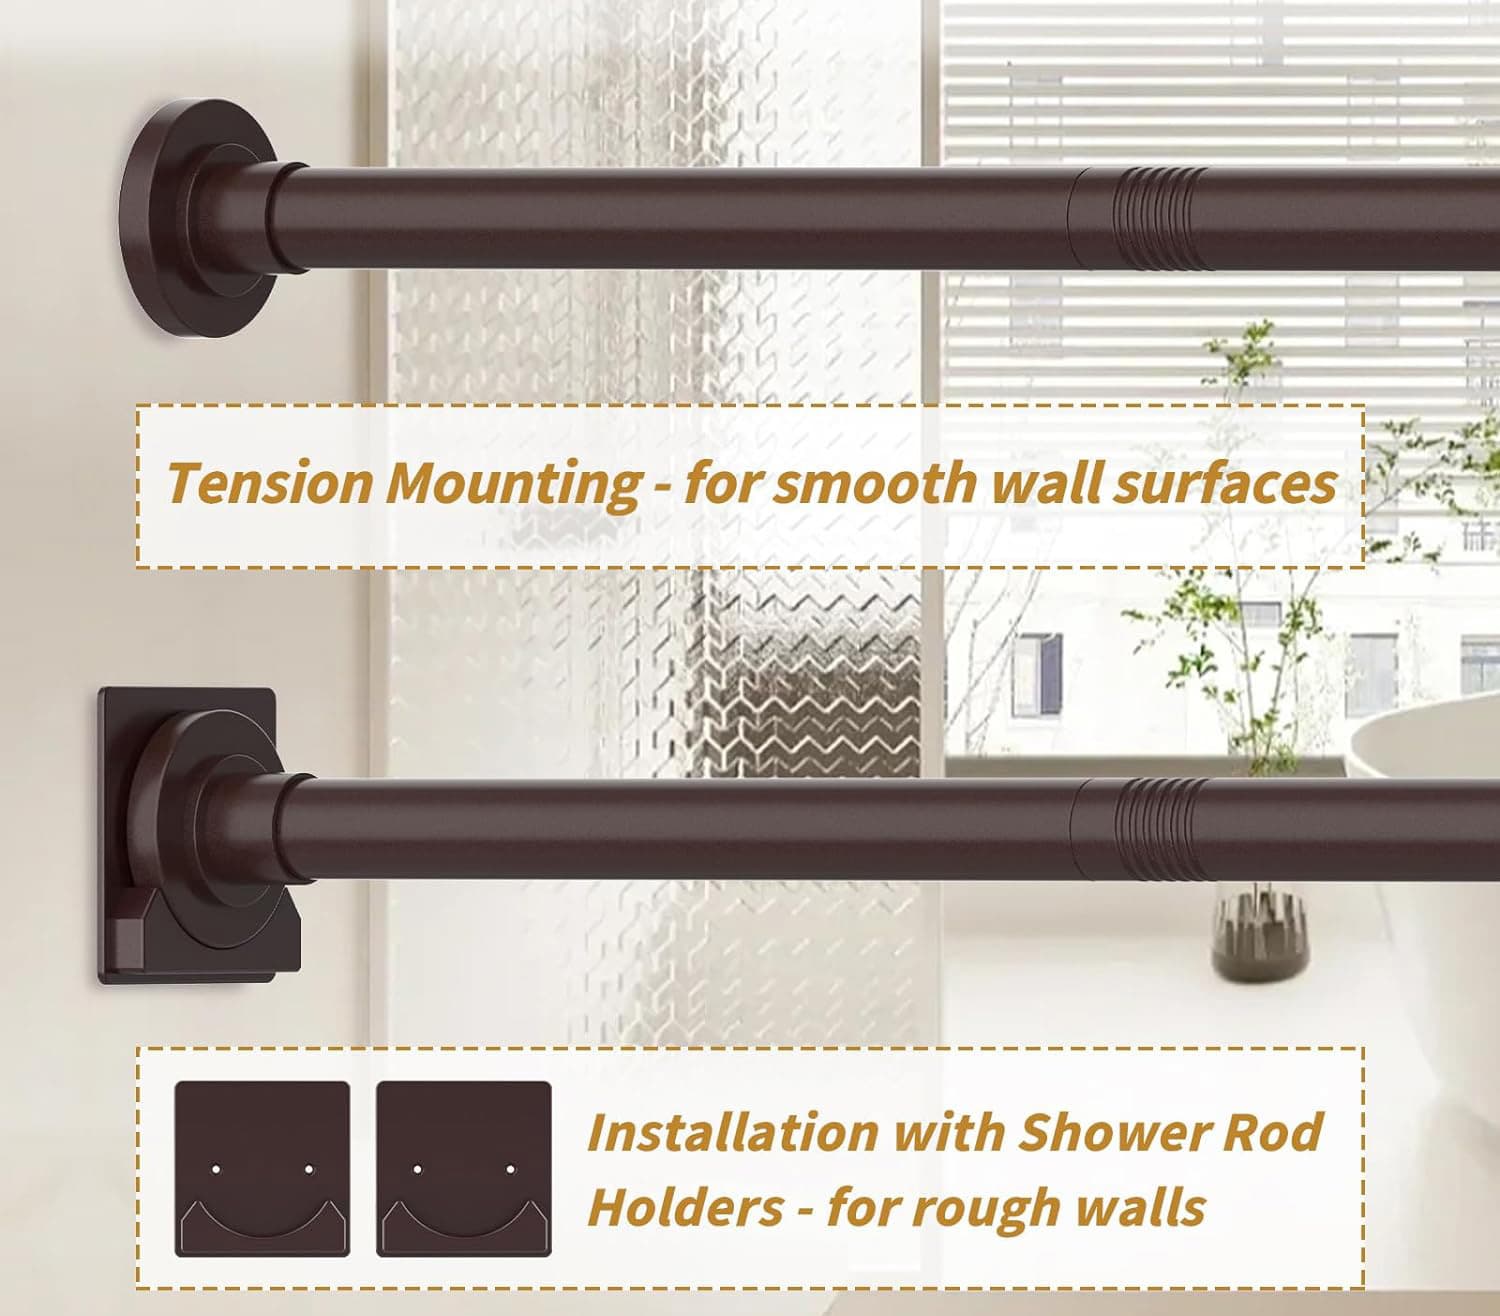 Tension Mounting - for smooth wall surfaces
Installation with Shower Rod
Holders - for rough walls